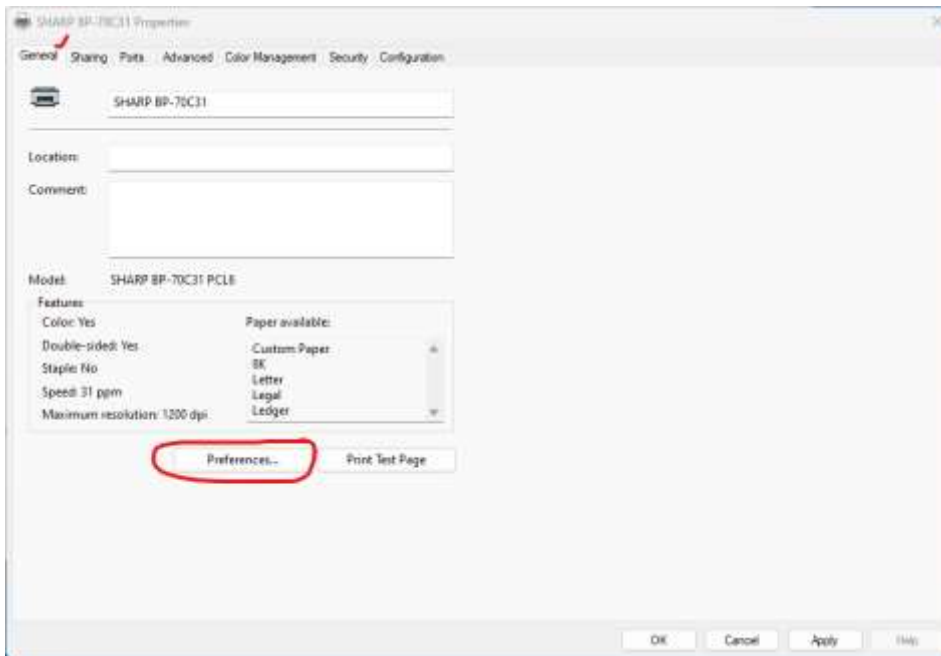 SHARP BP-70C31 Properties
General Sharing Ports Advanced Color Management Security Configuration
SHARP BP-70C31
Location:
Comment:
Model: SHARP BP-70C31 PCL6
Features
Color: Yes
Paper available:
Double-sided: Yes
Staple: No
Speed: 31 ppm
Maximum resolution: 1200 dpi
Custom Paper
8K
Letter
Legal
Ledger
Preferences... Print Test Page
OK Cancel Apply Help